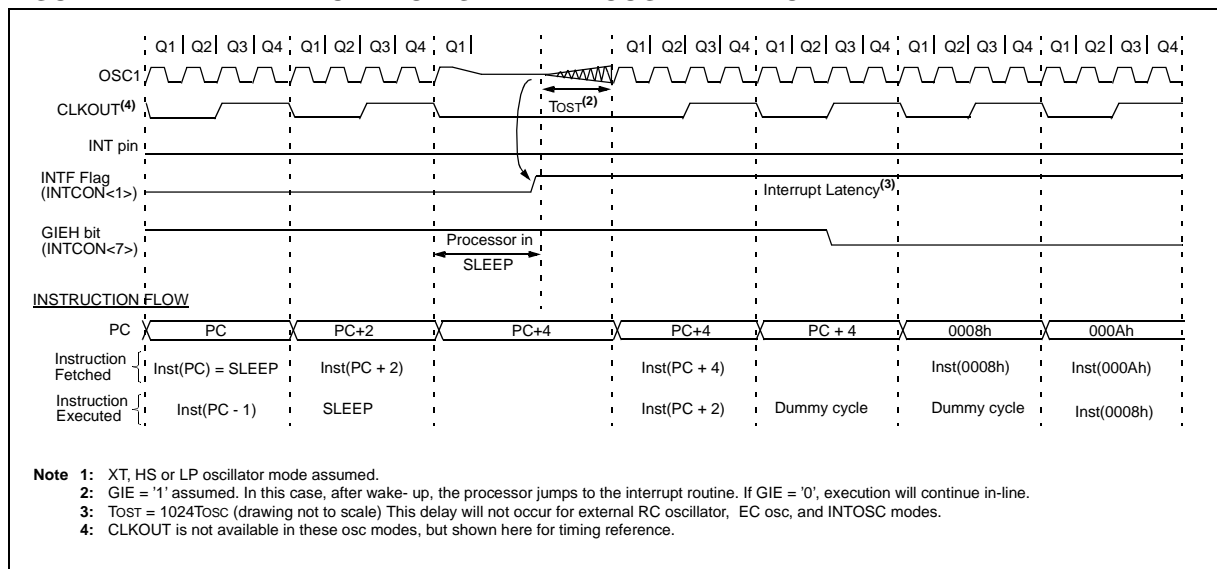 Q1 Q2 Q3 Q4 Q1 Q2 Q3 Q4 Q1 Q1 Q2 Q3 Q4 Q1 Q2 Q3 Q4 Q1 Q2 Q3 Q4 Q1 Q2 Q3 Q4
OSC1
CLKOUT(4)
TOST(2)
INT pin
INTF Flag
(INTCON<1>)
Interrupt Latency(3)
GIEH bit
(INTCON<7>)
Processor in
SLEEP
INSTRUCTION FLOW
PC PC PC+2 PC+4 PC+4 PC + 4 0008h 000Ah
Instruction
Fetched
Inst(PC) = SLEEP Inst(PC + 2) Inst(PC + 4) Inst(0008h) Inst(000Ah)
Instruction
Executed
Inst(PC - 1) SLEEP Inst(PC + 2) Dummy cycle Dummy cycle Inst(0008h)
Note 1: XT, HS or LP oscillator mode assumed.
2: GIE = '1' assumed. In this case, after wake- up, the processor jumps to the interrupt routine. If GIE = '0', execution will continue in-line.
3: TOST = 1024TOSC (drawing not to scale) This delay will not occur for external RC oscillator, EC osc, and INTOSC modes.
4: CLKOUT is not available in these osc modes, but shown here for timing reference.